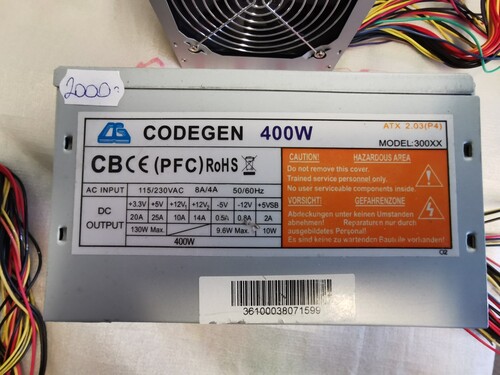 2000.-
CODEGEN 400W
ATX 2.03(P4)
MODEL:300XX
CB CE (PFC) RoHS
AC INPUT 115/230VAC 8A/4A 50/60Hz
DC OUTPUT
+3.3V +5V +12V +12V -5V -12V +5VSB
20A 25A 10A 14A 0.5A 0.8A 2A
130W Max. 9.6W Max. 10W
400W
CAUTION! HAZARDOUS AREA
Do not remove this cover.
Trained service personnel only.
No user serviceable components inside.
VORSICHT! GEFAHRENZONE
Abdeckungen unter keinen Umständen
abnehmen! Reparaturen nur durch
ausgebildetes Personal!
Es sind keine zu wartenden Bauteile vorhanden!
36100038071599